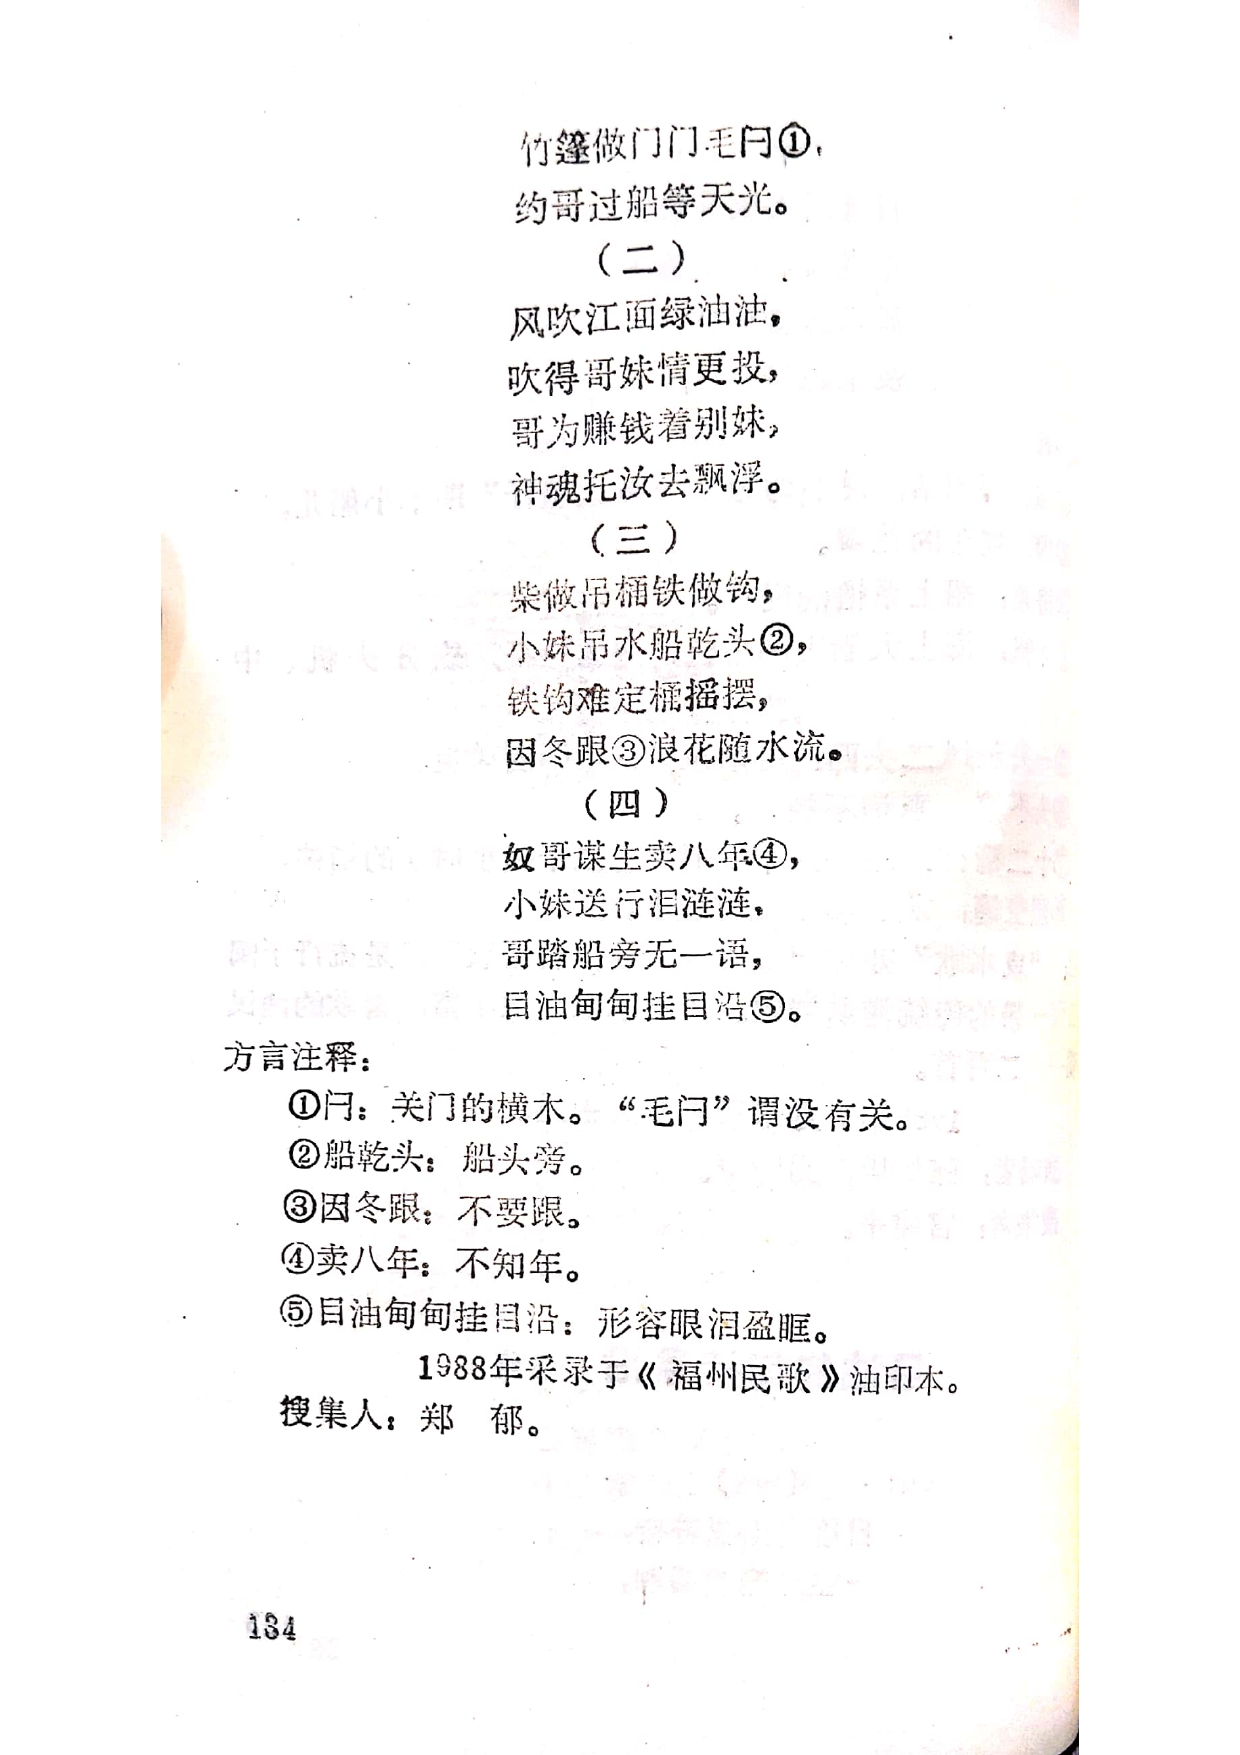 竹篷做门门毛闩①,
约哥过船等天光。
（二）
风吹江面绿油油,
吹得哥妹情更投,
哥为赚钱着别妹,
神魂托汝去飘浮。
（三）
柴做吊桶铁做钩,
小妹吊水船乾头②,
铁钩难定桶摇摆,
因冬跟③浪花随水流。
（四）
奴哥谋生卖八年④,
小妹送行泪涟涟,
哥踏船旁无一语,
目油甸甸挂目沿⑤。
方言注释:
①闩: 关门的横木。“毛闩”谓没有关。
②船乾头: 船头旁。
③因冬跟: 不要跟。
④卖八年: 不知年。
⑤目油甸甸挂目沿: 形容眼泪盈眶。
1988年采录于《福州民歌》油印本。
搜集人: 郑 郁。
134